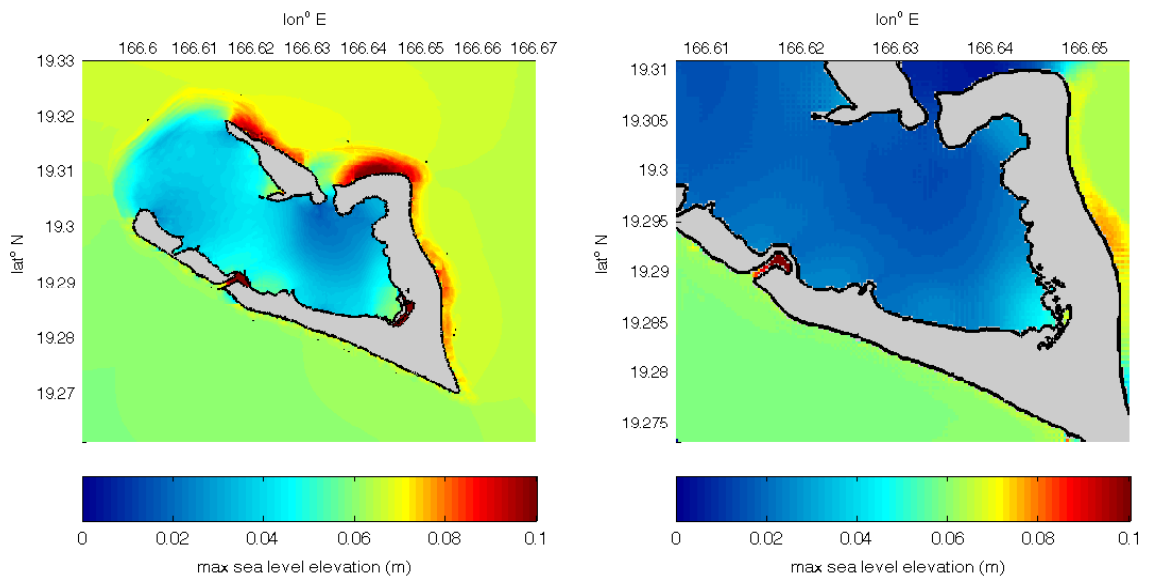 lon° E
166.6 166.61 166.62 166.63 166.64 166.65 166.66 166.67
19.33
19.32
19.31
19.3
19.29
19.28
19.27
lat° N
0 0.02 0.04 0.06 0.08 0.1
max sea level elevation (m)
lon° E
166.61 166.62 166.63 166.64 166.65
19.31
19.305
19.3
19.295
19.29
19.285
19.28
19.275
lat° N
0 0.02 0.04 0.06 0.08 0.1
max sea level elevation (m)